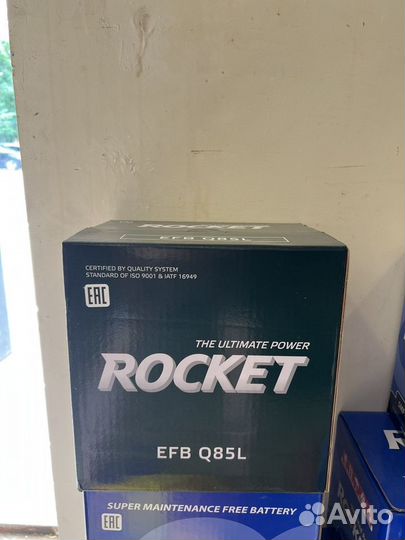 EFB Q85L
CERTIFIED BY QUALITY SYSTEM
STANDARD OF ISO 9001 & IATF 16949
EAC
THE ULTIMATE POWER
ROCKET
EFB Q85L
SUPER MAINTENANCE FREE BATTERY
EAC
Avito